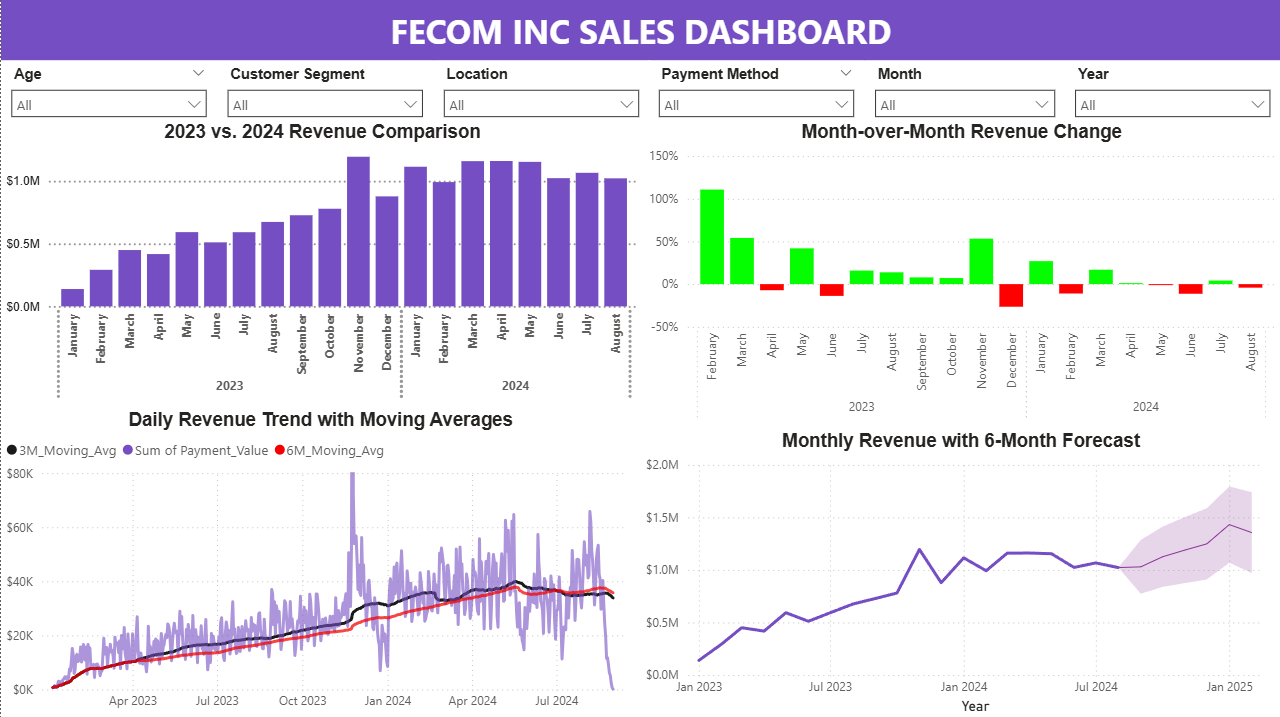 FECOM INC SALES DASHBOARD
Age
Customer Segment
Location
Payment Method
Month
Year
All
All
All
All
All
All
2023 vs. 2024 Revenue Comparison
$1.0M
$0.5M
$0.0M
January
February
March
April
May
June
July
August
September
October
November
December
January
February
March
April
May
June
July
August
2023
2024
Month-over-Month Revenue Change
150%
100%
50%
0%
-50%
February
March
April
May
June
July
August
September
October
November
December
January
February
March
April
May
June
July
August
2023
2024
Daily Revenue Trend with Moving Averages
3M_Moving_Avg Sum of Payment_Value 6M_Moving_Avg
$80K
$60K
$40K
$20K
$0K
Apr 2023 Jul 2023 Oct 2023 Jan 2024 Apr 2024 Jul 2024
Monthly Revenue with 6-Month Forecast
$2.0M
$1.5M
$1.0M
$0.5M
$0.0M
Jan 2023 Jul 2023 Jan 2024 Jul 2024 Jan 2025
Year